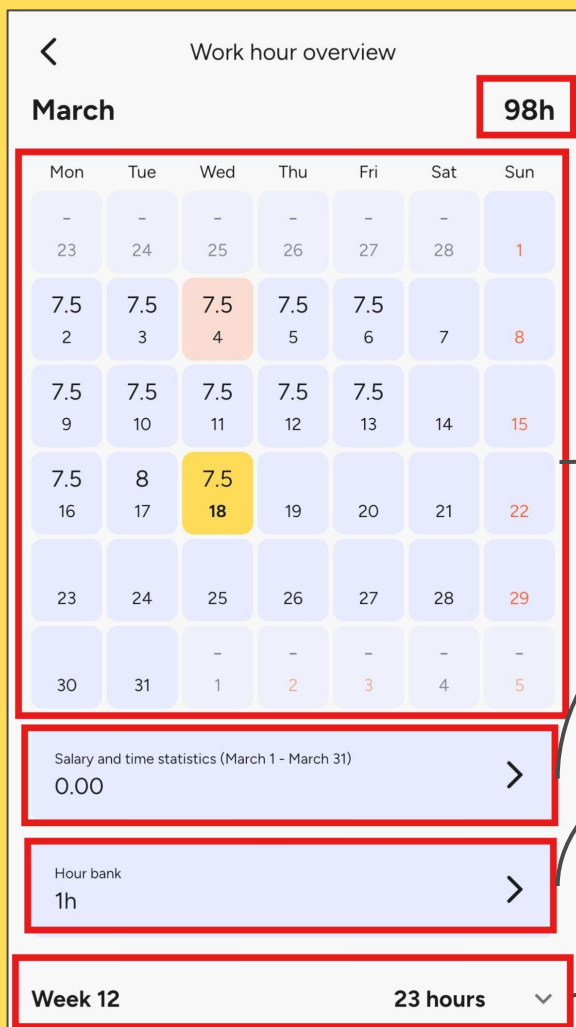 Work hour overview
March 98h
Mon Tue Wed Thu Fri Sat Sun
- - - - - -
23 24 25 26 27 28 1
7.5 7.5 7.5 7.5 7.5
2 3 4 5 6 7 8
7.5 7.5 7.5 7.5 7.5
9 10 11 12 13 14 15
7.5 8 7.5
16 17 18 19 20 21 22
23 24 25 26 27 28 29
- - - - -
30 31 1 2 3 4 5
Salary and time statistics (March 1 - March 31)
0.00
Hour bank
1h
Week 12 23 hours